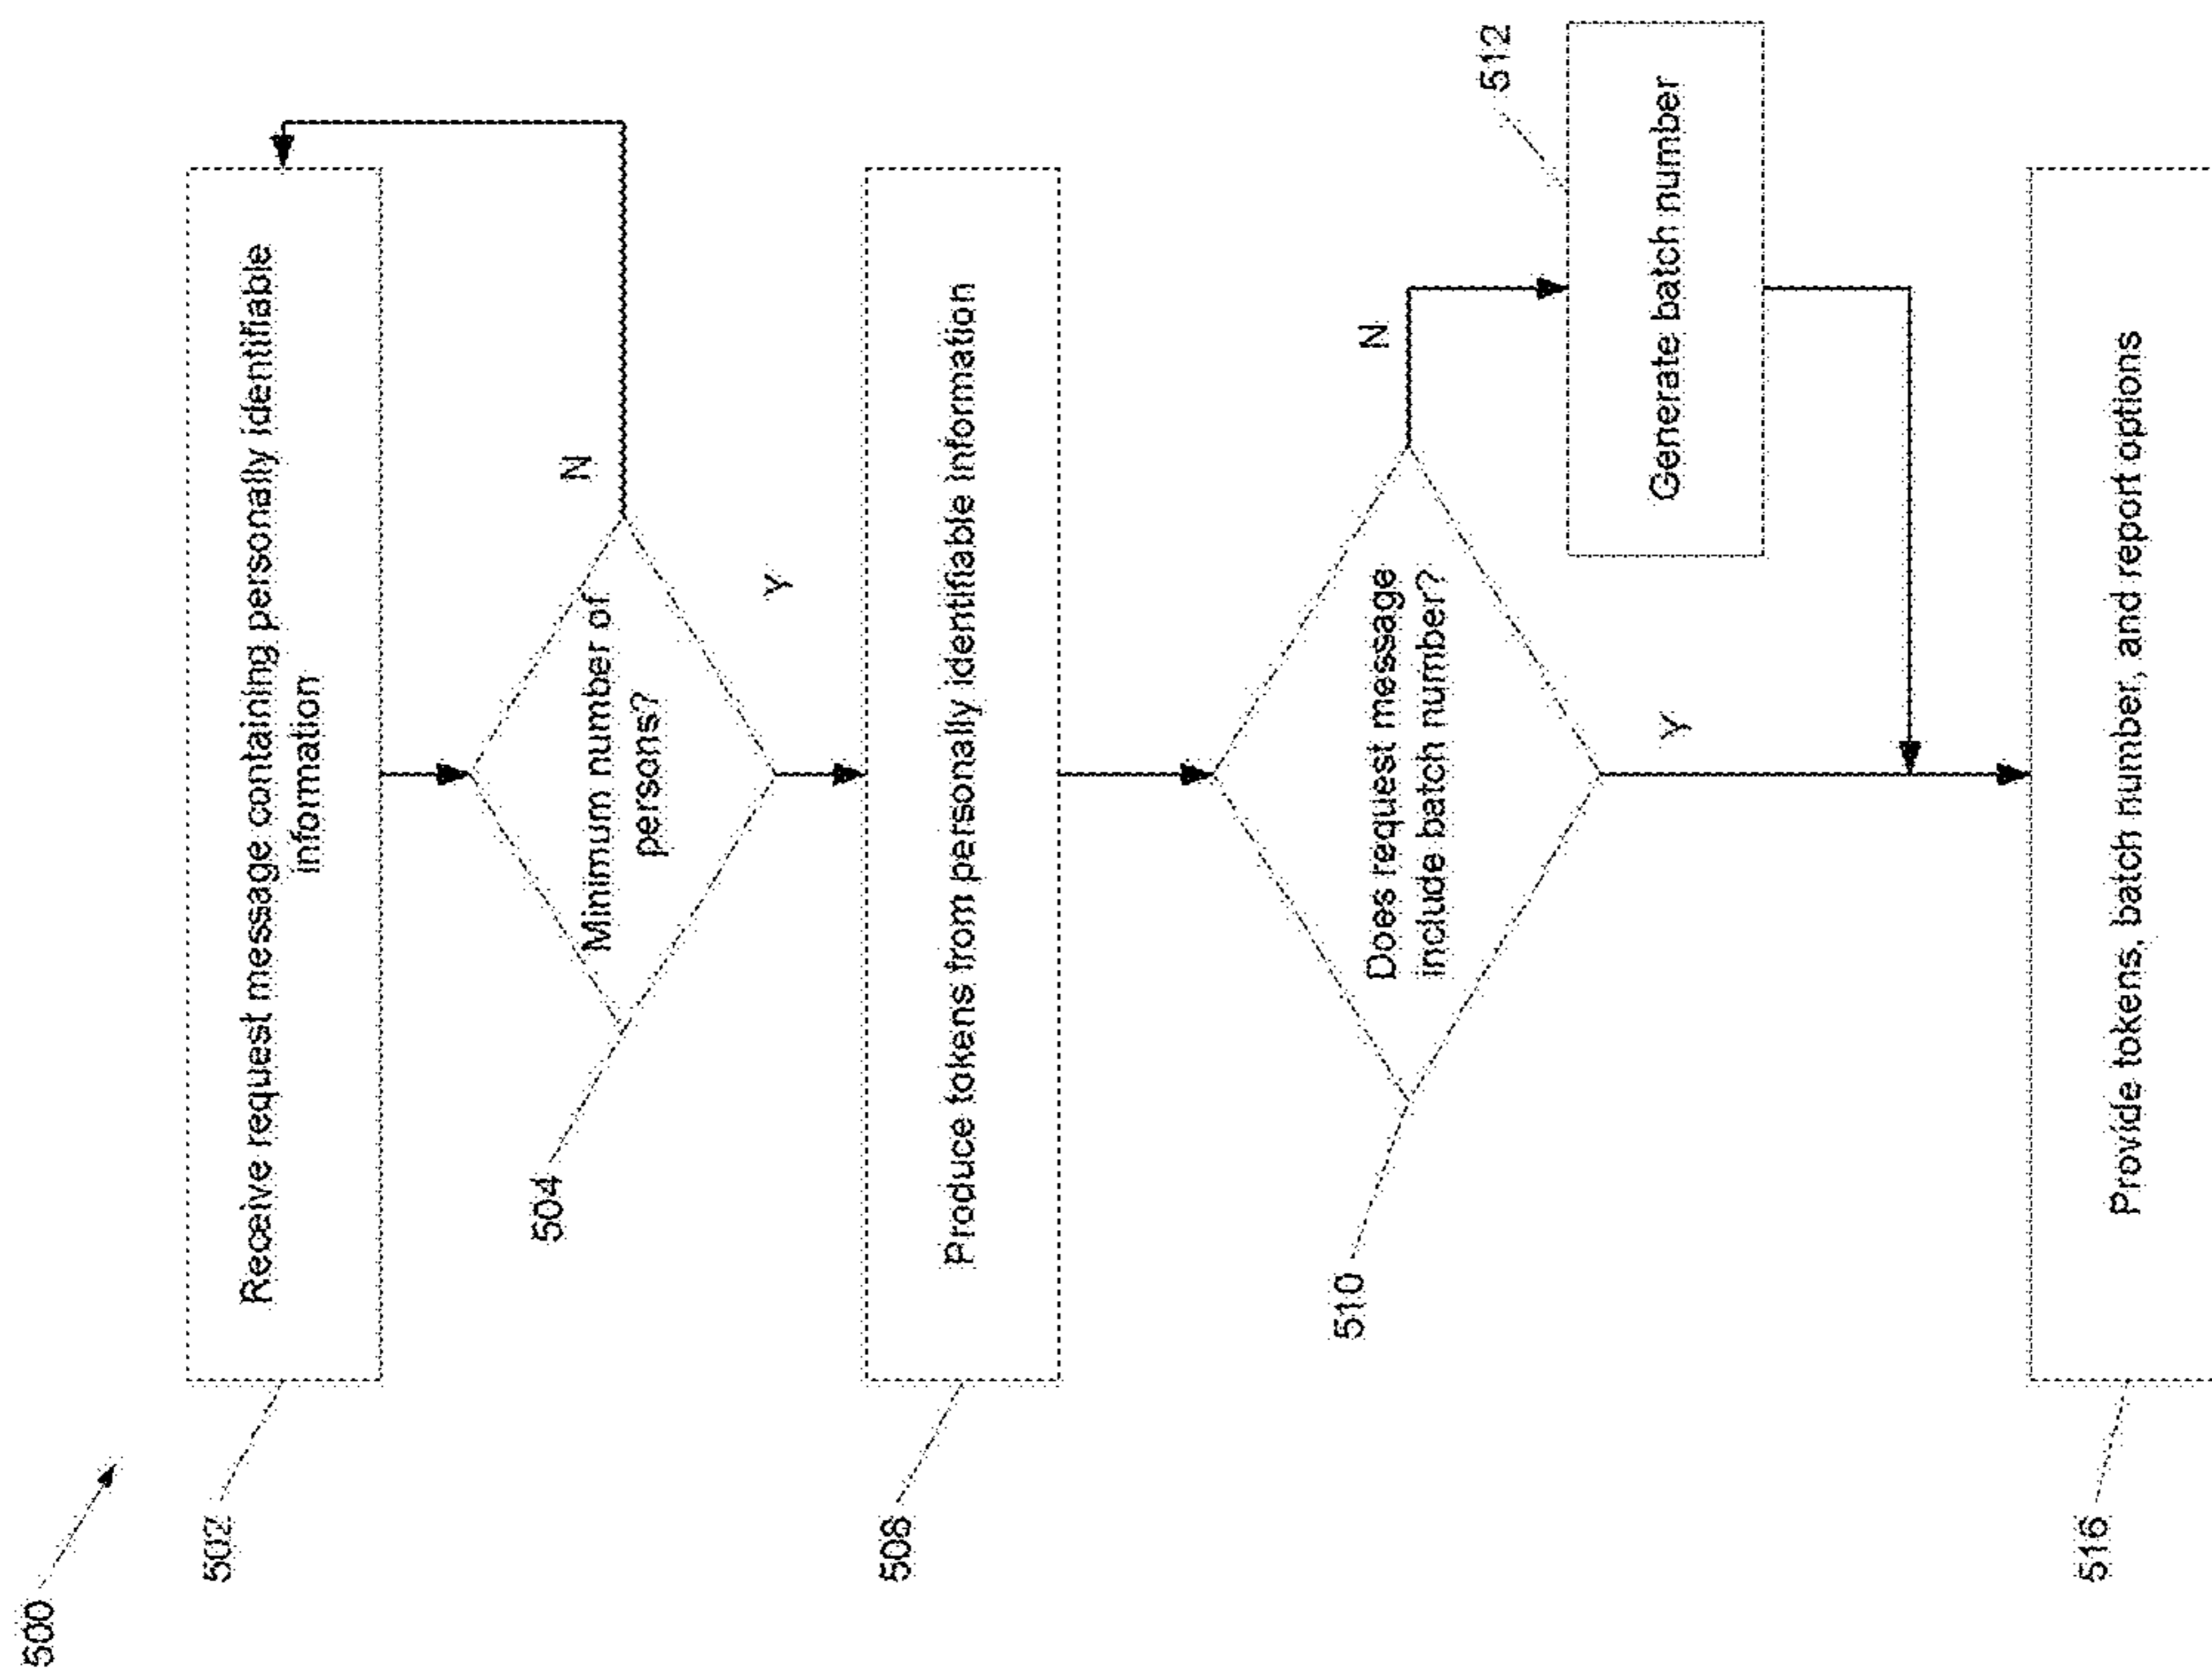 500
502
Receive request message containing personally identifiable
information
504
Minimum number of
persons?
N
Y
508
Produce tokens from personally identifiable information
510
Does request message
include batch number?
N
512
Generate batch number
Y
516
Provide tokens, batch number, and report options